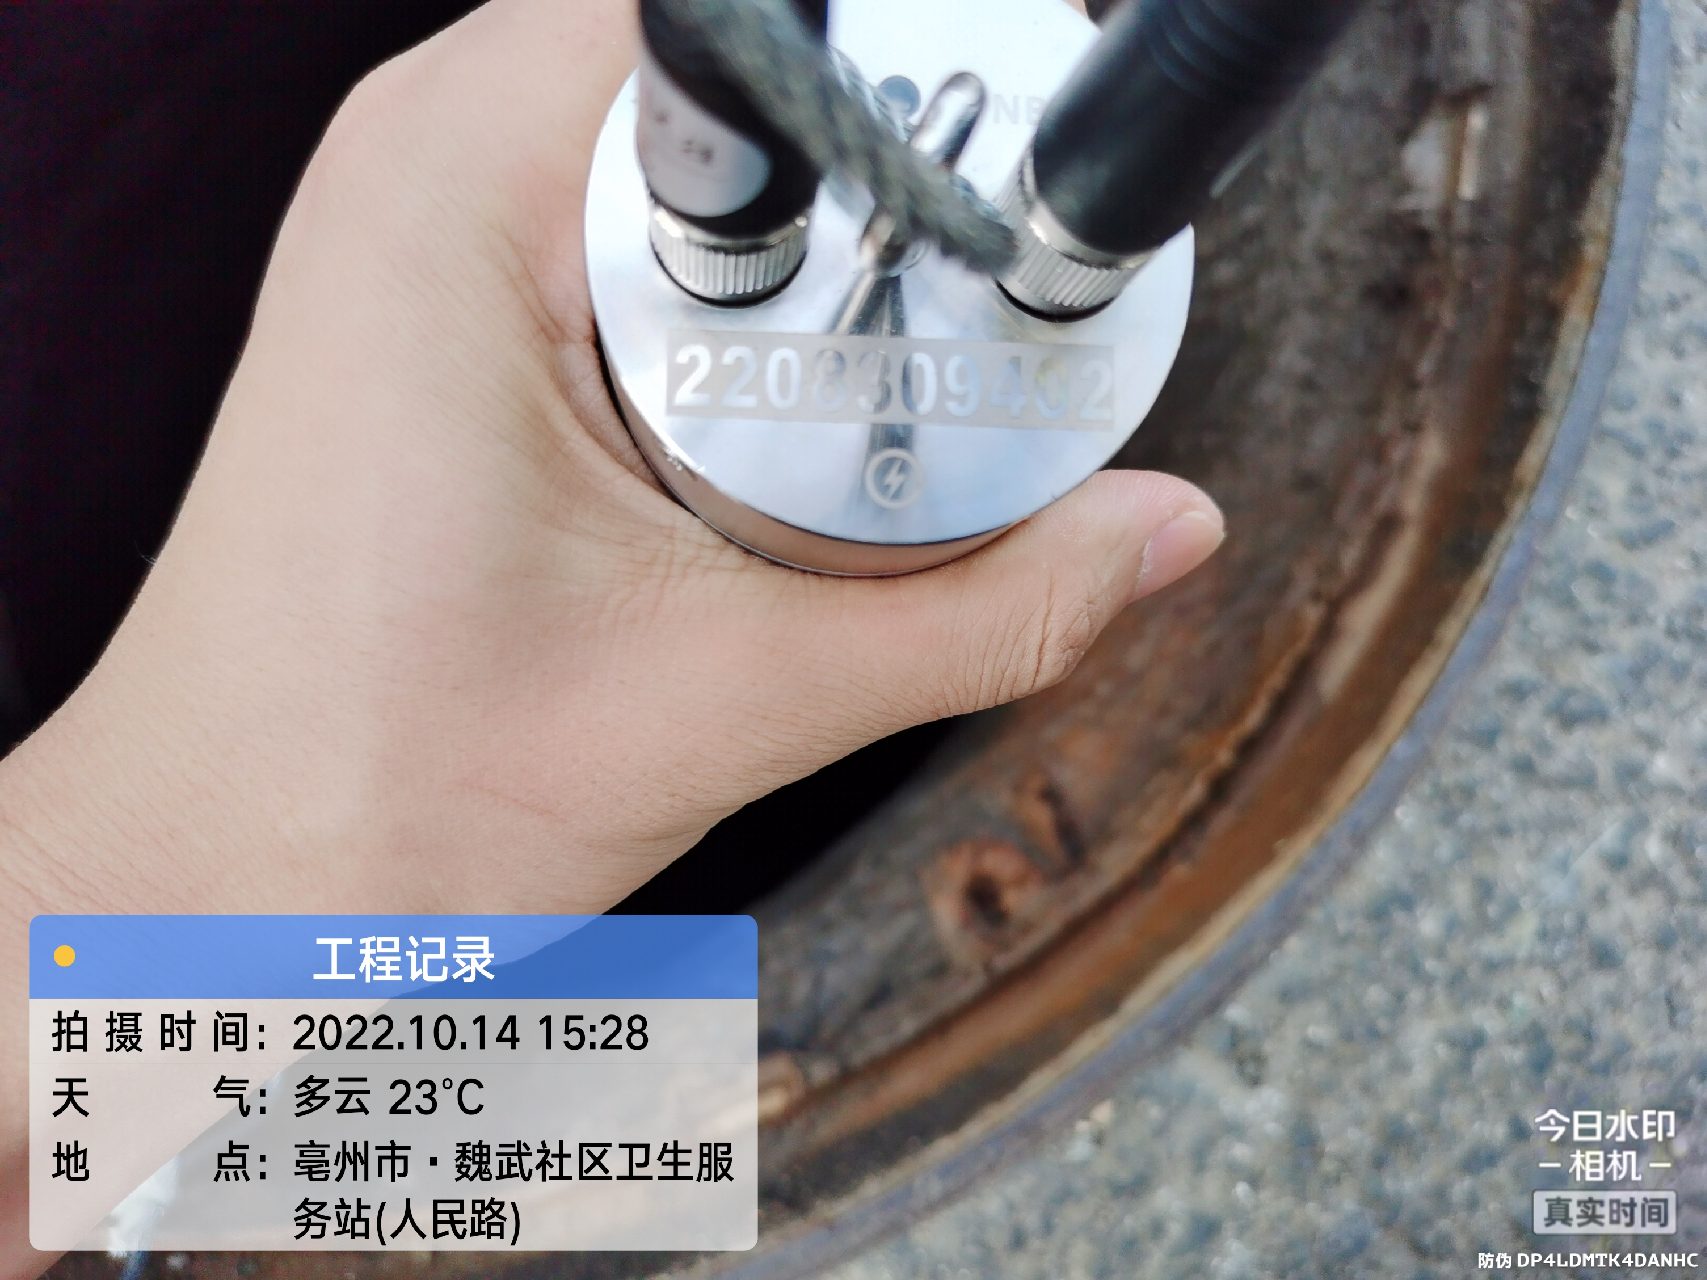 2208309402
工程记录
拍摄时间：2022.10.14 15:28
天气：多云 23℃
地点：亳州市·魏武社区卫生服
务站(人民路)
今日水印
相机
真实时间
防伪 DP4LDMTK4DANHC